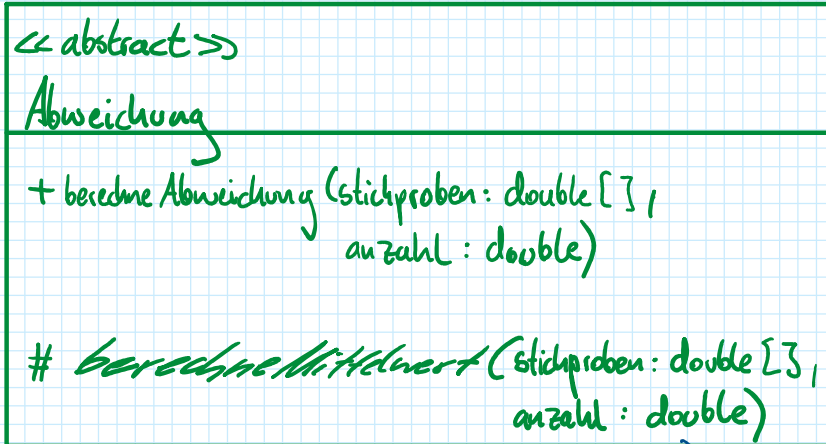 <<abstract>>
Abweichung
+ berechneAbweichung (stichproben: double[],
anzahl : double)
# berechneMittelwert (stichproben: double[],
anzahl : double)